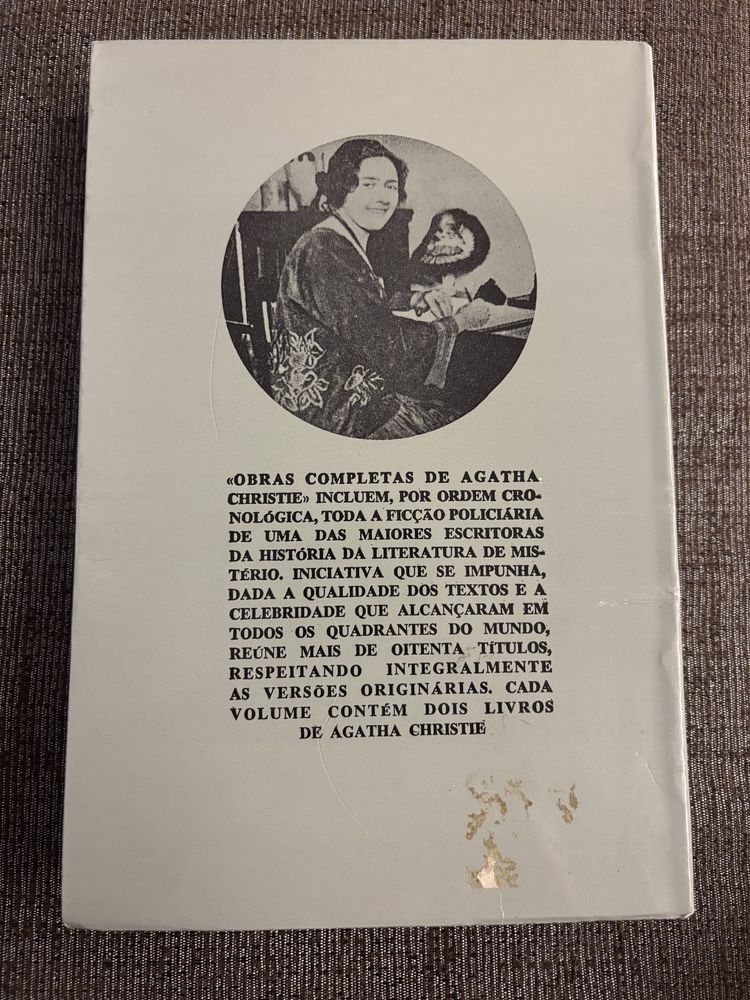 «OBRAS COMPLETAS DE AGATHA
CHRISTIE» INCLUEM, POR ORDEM CRO-
NOLÓGICA, TODA A FICÇÃO POLICIÁRIA
DE UMA DAS MAIORES ESCRITORAS
DA HISTÓRIA DA LITERATURA DE MIS-
TÉRIO. INICIATIVA QUE SE IMPUNHA,
DADA A QUALIDADE DOS TEXTOS E A
CELEBRIDADE QUE ALCANÇARAM EM
TODOS OS QUADRANTES DO MUNDO,
REÚNE MAIS DE OITENTA TÍTULOS,
RESPEITANDO INTEGRALMENTE
AS VERSÕES ORIGINÁRIAS. CADA
VOLUME CONTÉM DOIS LIVROS
DE AGATHA CHRISTIE